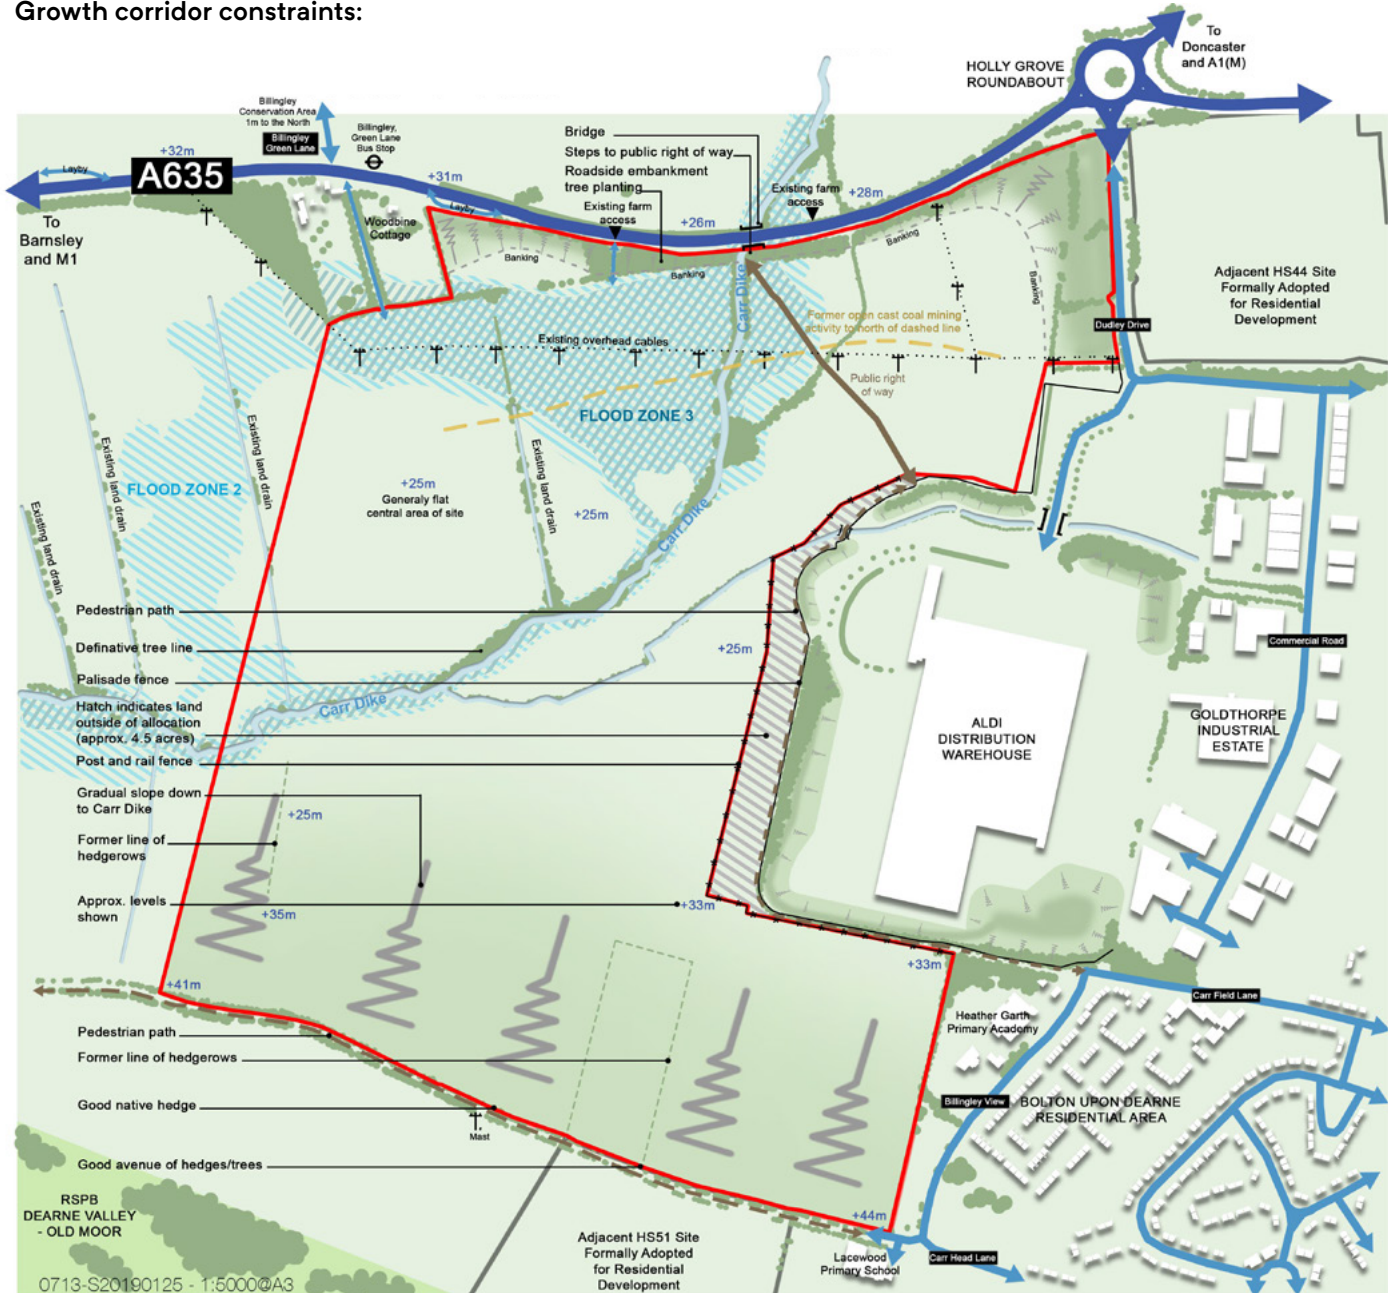 Growth corridor constraints:
HOLLY GROVE
ROUNDABOUT
To
Doncaster
and A1(M)
Billingley
Conservation Area
1m to the North
Billingley
Green Lane
Billingley,
Green Lane
Bus Stop
Layby
+32m
A635
To
Barnsley
and M1
Woodbine
Cottage
+31m
Layby
Bridge
Steps to public right of way
Roadside embankment
tree planting
Existing farm
access
+26m
Existing farm
access
+28m
Banking
Banking
Banking
Banking
Carr Dike
Former open cast coal mining
activity to north of dashed line
Existing overhead cables
Public right
of way
Dudley Drive
Adjacent HS44 Site
Formally Adopted
for Residential
Development
FLOOD ZONE 3
FLOOD ZONE 2
Existing land drain
Existing land drain
Existing land drain
Existing land drain
+25m
Generaly flat
central area of site
+25m
Carr Dike
Pedestrian path
Definative tree line
Palisade fence
Hatch indicates land
outside of allocation
(approx. 4.5 acres)
Post and rail fence
Gradual slope down
to Carr Dike
Former line of
hedgerows
Approx. levels
shown
Carr Dike
+25m
+25m
+35m
+33m
+33m
+41m
ALDI
DISTRIBUTION
WAREHOUSE
Commercial Road
GOLDTHORPE
INDUSTRIAL
ESTATE
Carr Field Lane
Heather Garth
Primary Academy
Billingley View
BOLTON UPON DEARNE
RESIDENTIAL AREA
Pedestrian path
Former line of hedgerows
Good native hedge
Mast
Good avenue of hedges/trees
RSPB
DEARNE VALLEY
- OLD MOOR
+44m
Adjacent HS51 Site
Formally Adopted
for Residential
Development
Lacewood
Primary School
Carr Head Lane
0713-S20190125 - 1:5000@A3